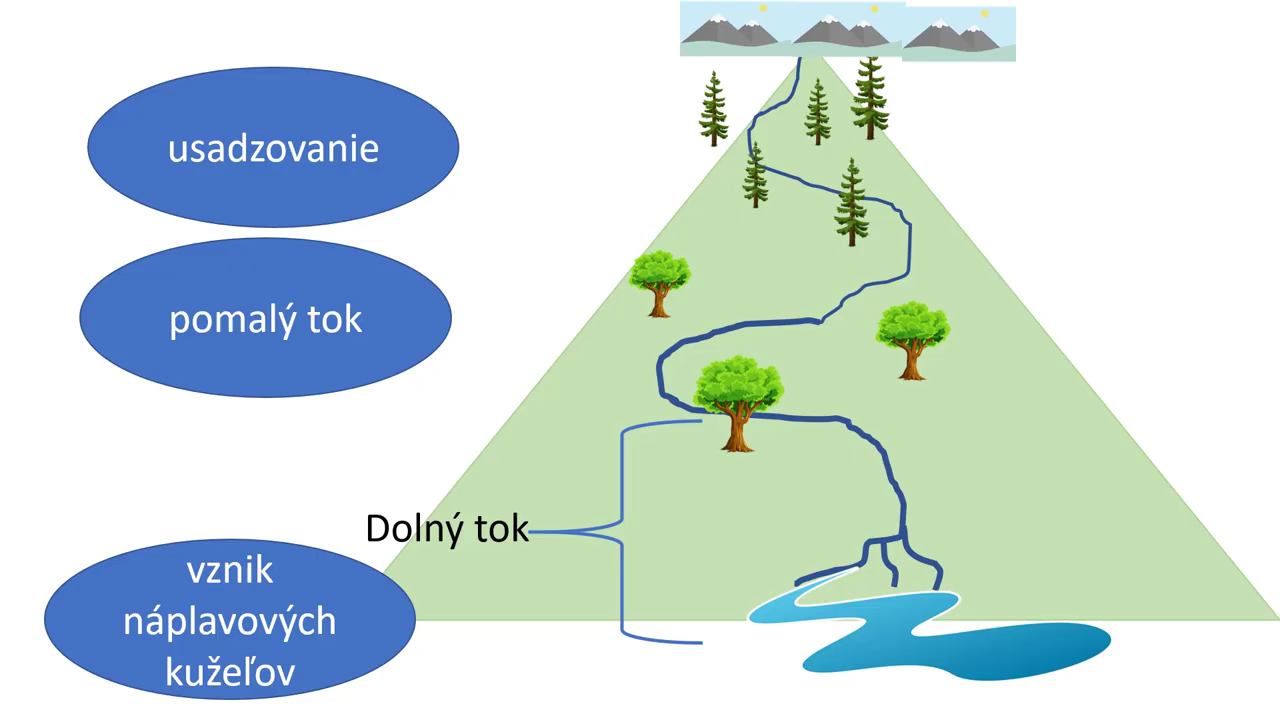 usadzovanie
pomalý tok
Dolný tok
vznik
náplavových
kužeľov